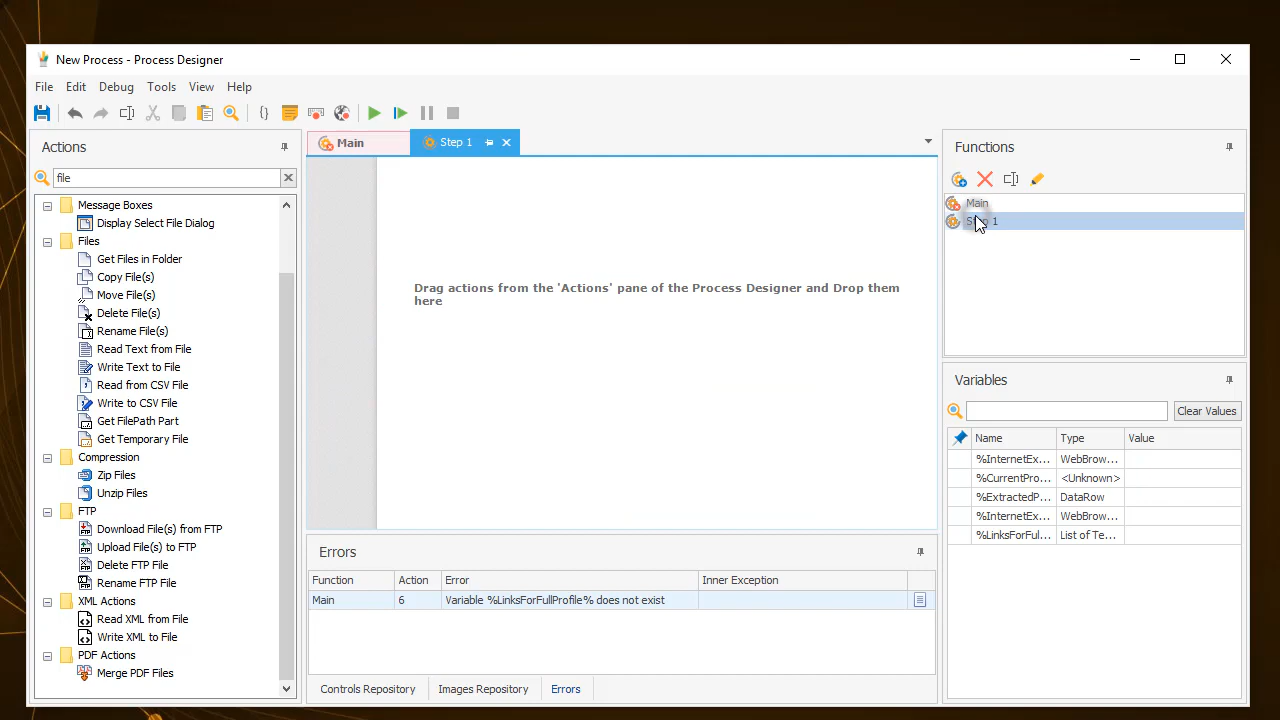 New Process - Process Designer
File Edit Debug Tools View Help
Actions
file
Message Boxes
Display Select File Dialog
Files
Get Files in Folder
Copy File(s)
Move File(s)
Delete File(s)
Rename File(s)
Read Text from File
Write Text to File
Read from CSV File
Write to CSV File
Get FilePath Part
Get Temporary File
Compression
Zip Files
Unzip Files
FTP
Download File(s) from FTP
Upload File(s) to FTP
Delete FTP File
Rename FTP File
XML Actions
Read XML from File
Write XML to File
PDF Actions
Merge PDF Files
Main
Step 1
Drag actions from the 'Actions' pane of the Process Designer and Drop them
here
Errors
Function Action Error Inner Exception
Main 6 Variable %LinksForFullProfile% does not exist
Controls Repository Images Repository Errors
Functions
Main
Step 1
Variables
Clear Values
Name Type Value
%InternetEx... WebBrow...
%CurrentPro... <Unknown>
%ExtractedP... DataRow
%InternetEx... WebBrow...
%LinksForFul... List of Te...